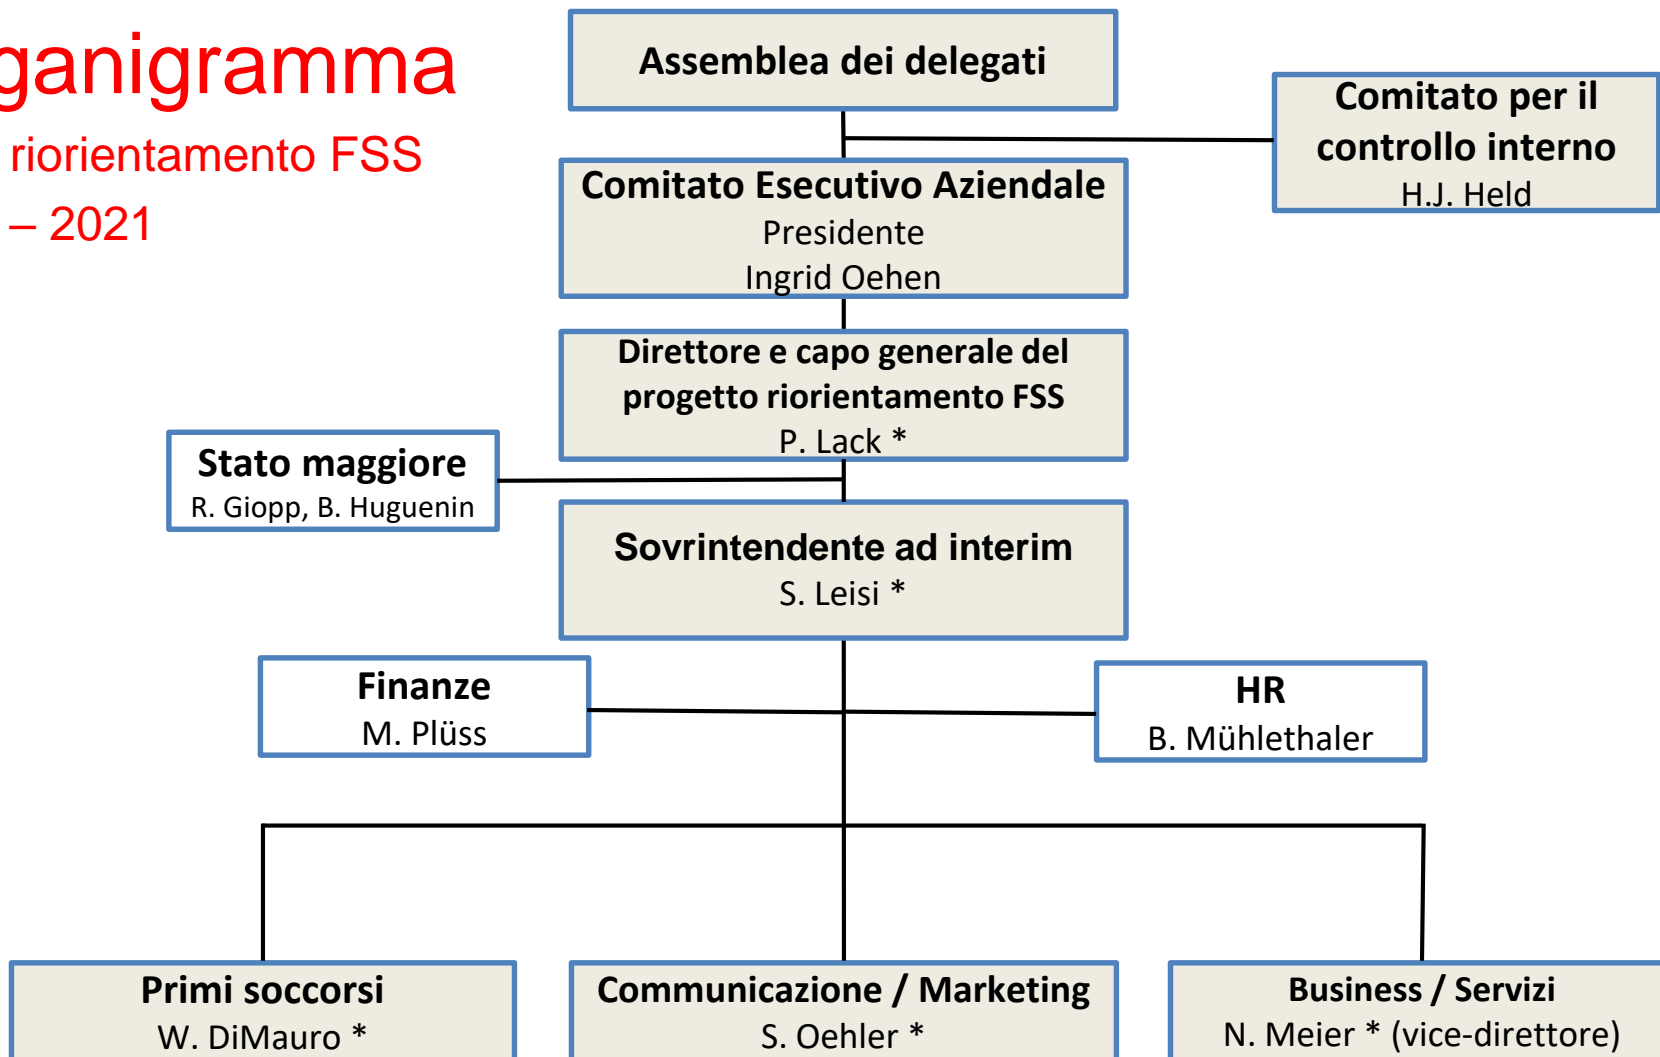 ganigramma
riorientamento FSS
– 2021
Assemblea dei delegati
Comitato per il
controllo interno
H.J. Held
Comitato Esecutivo Aziendale
Presidente
Ingrid Oehen
Direttore e capo generale del
progetto riorientamento FSS
P. Lack *
Stato maggiore
R. Giopp, B. Huguenin
Sovrintendente ad interim
S. Leisi *
Finanze
M. Plüss
HR
B. Mühlethaler
Primi soccorsi
W. DiMauro *
Communicazione / Marketing
S. Oehler *
Business / Servizi
N. Meier * (vice-direttore)